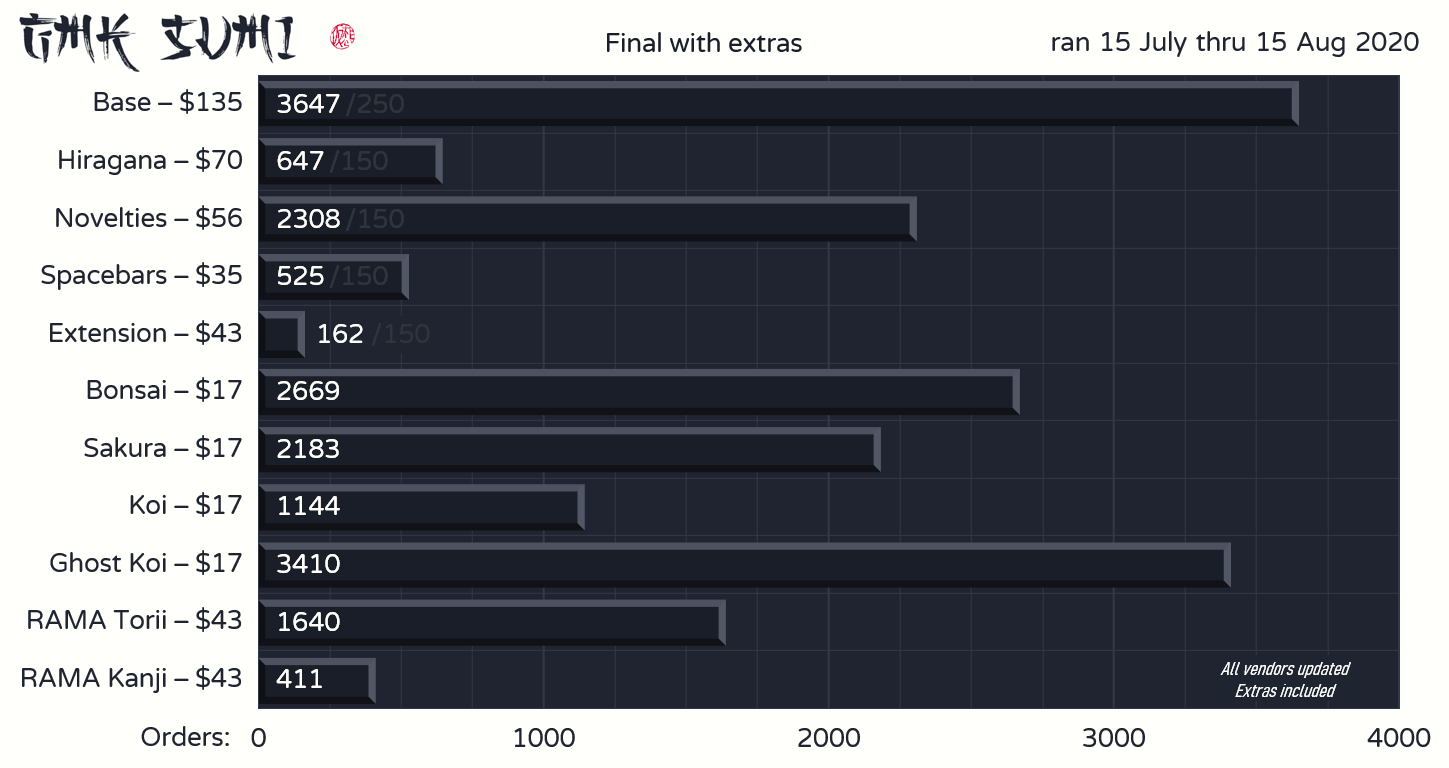 GMK SUMI
Final with extras
ran 15 July thru 15 Aug 2020
Base – $135 3647 /250
Hiragana – $70 647 /150
Novelties – $56 2308 /150
Spacebars – $35 525 /150
Extension – $43 162 /150
Bonsai – $17 2669
Sakura – $17 2183
Koi – $17 1144
Ghost Koi – $17 3410
RAMA Torii – $43 1640
RAMA Kanji – $43 411
All vendors updated
Extras included
Orders: 0 1000 2000 3000 4000